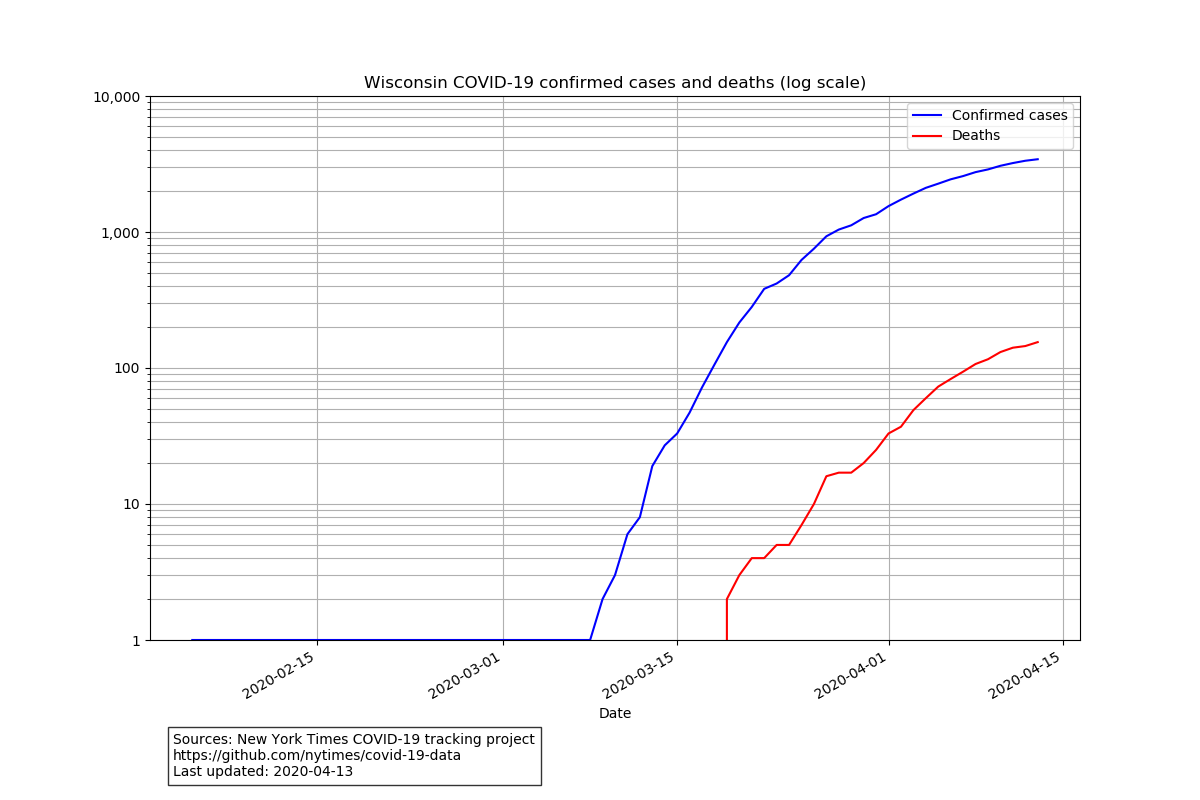 Wisconsin COVID-19 confirmed cases and deaths (log scale)
10,000
1,000
100
10
1
Confirmed cases
Deaths
2020-02-15
2020-03-01
2020-03-15
2020-04-01
2020-04-15
Date
Sources: New York Times COVID-19 tracking project
https://github.com/nytimes/covid-19-data
Last updated: 2020-04-13